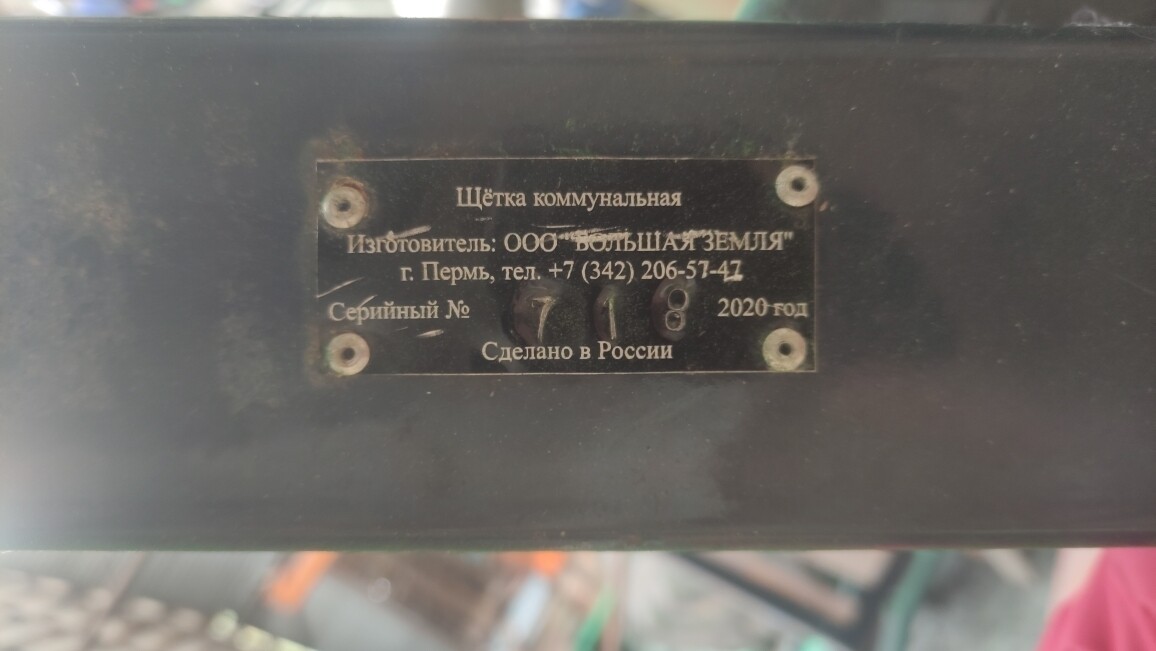 Щётка коммунальная
Изготовитель: ООО "БОЛЬШАЯ ЗЕМЛЯ"
г. Пермь, тел. +7 (342) 206-57-47
Серийный № 718 2020 год
Сделано в России